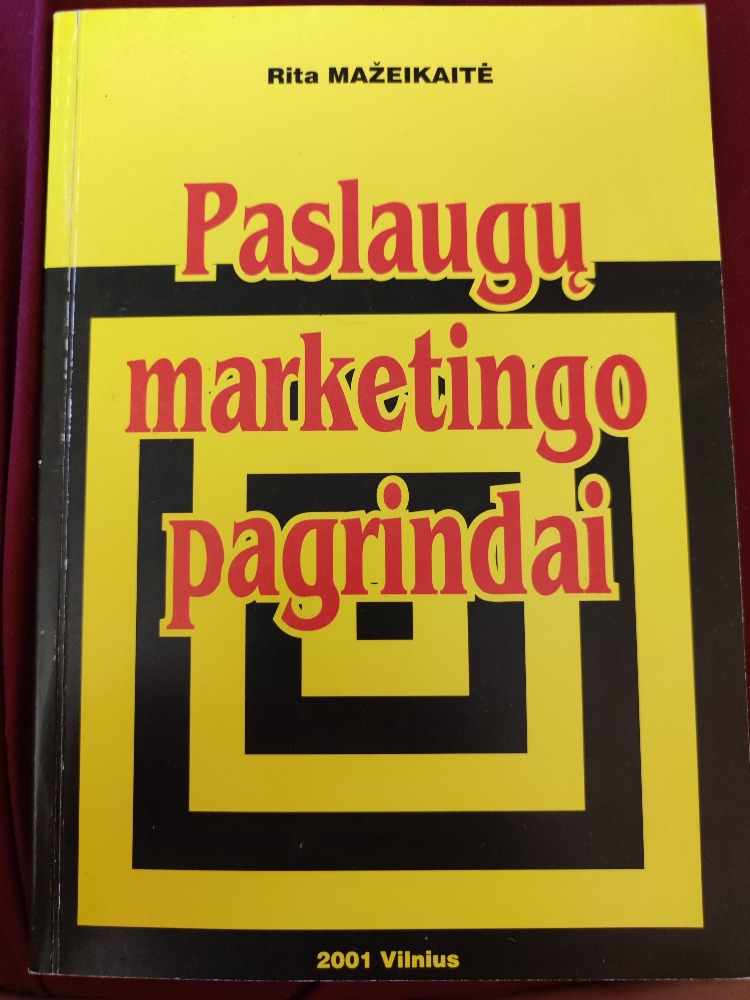 Rita MAŽEIKAITĖ
Paslaugų
marketingo
pagrindai
2001 Vilnius